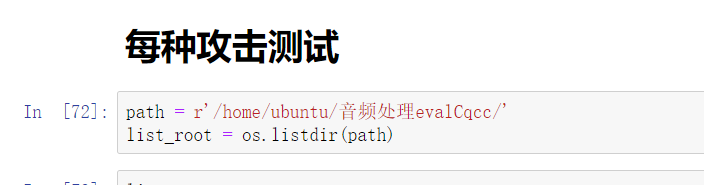 每种攻击测试
In [72]:
path = r'/home/ubuntu/音频处理evalCqcc/'
list_root = os.listdir(path)